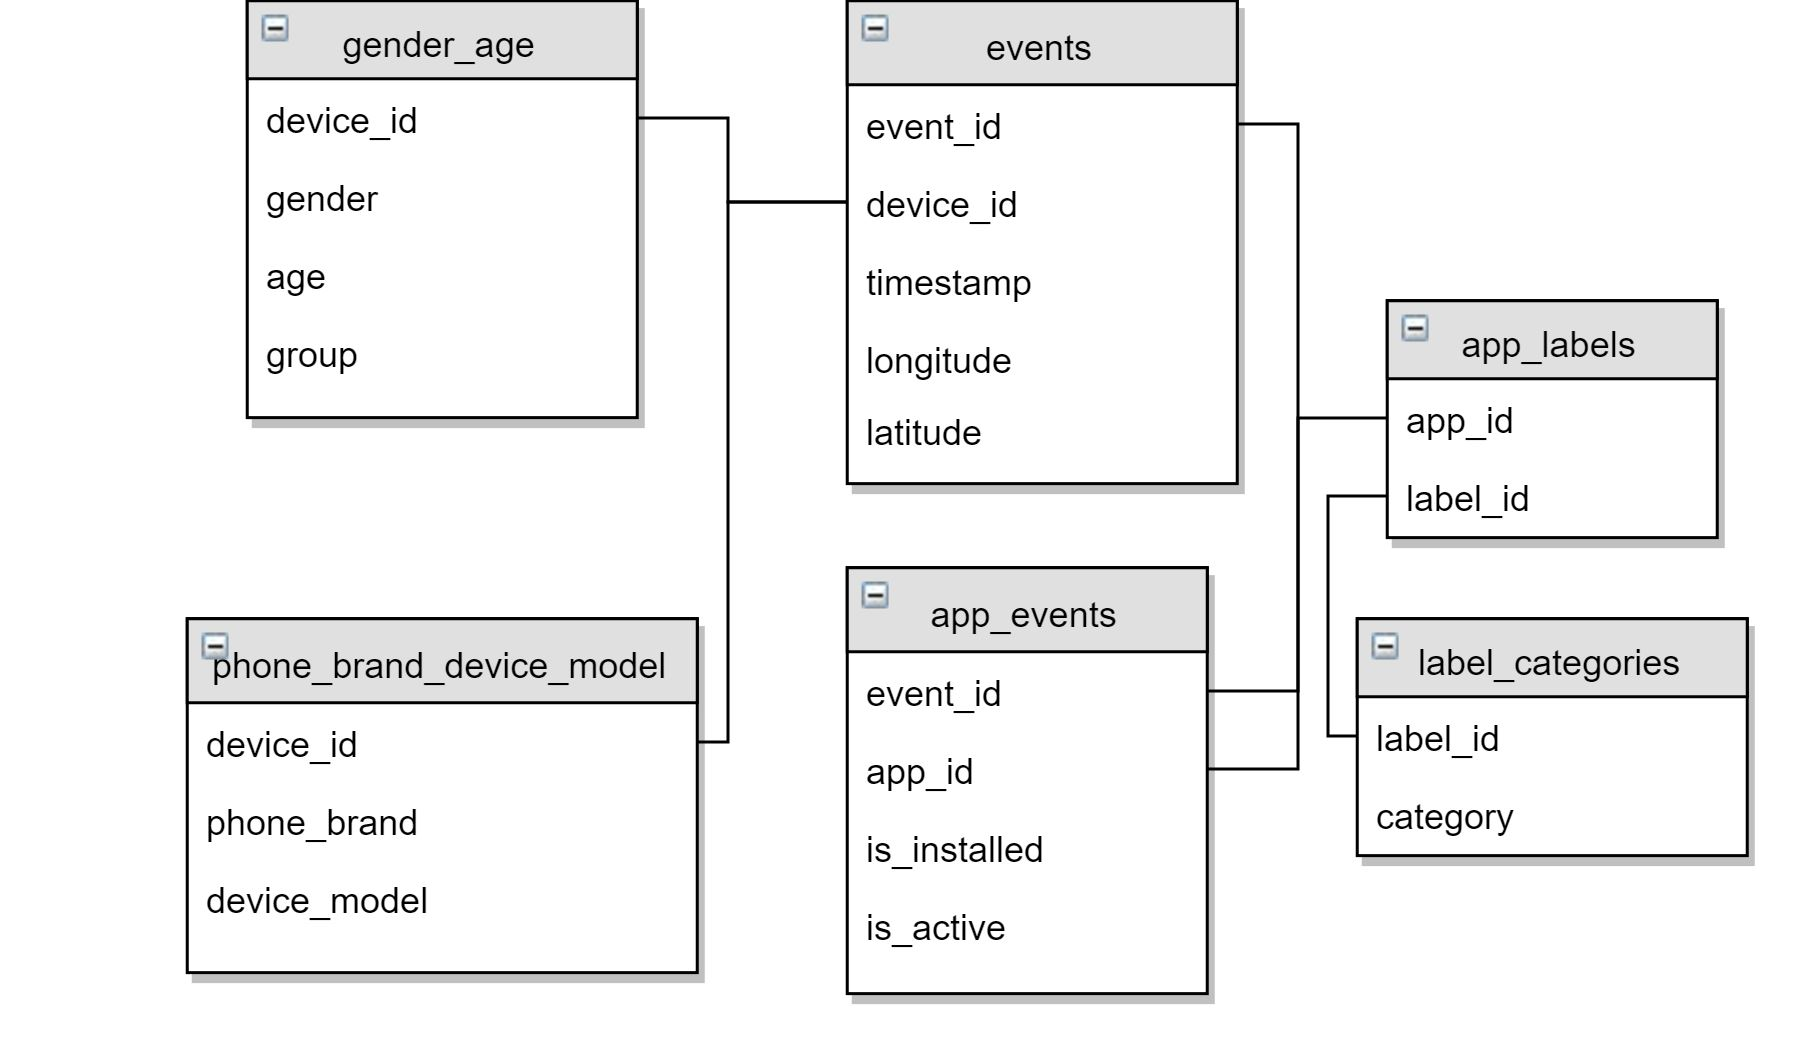 gender_age
device_id
gender
age
group
events
event_id
device_id
timestamp
longitude
latitude
app_labels
app_id
label_id
phone_brand_device_model
device_id
phone_brand
device_model
app_events
event_id
app_id
is_installed
is_active
label_categories
label_id
category